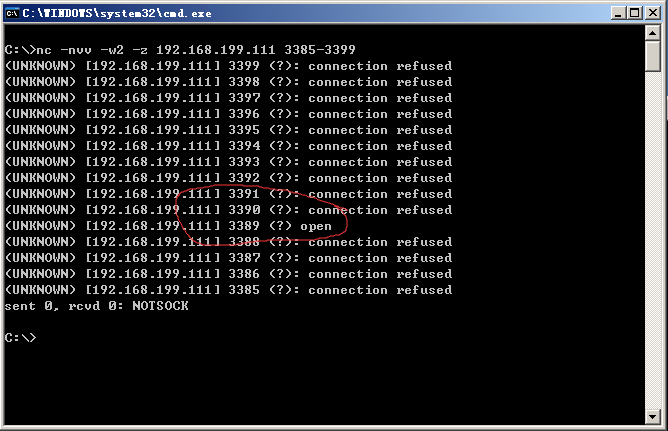 C:\WINDOWS\system32\cmd.exe
C:\>nc -nvv -w2 -z 192.168.199.111 3385-3399
(UNKNOWN) [192.168.199.111] 3399 (?): connection refused
(UNKNOWN) [192.168.199.111] 3398 (?): connection refused
(UNKNOWN) [192.168.199.111] 3397 (?): connection refused
(UNKNOWN) [192.168.199.111] 3396 (?): connection refused
(UNKNOWN) [192.168.199.111] 3395 (?): connection refused
(UNKNOWN) [192.168.199.111] 3394 (?): connection refused
(UNKNOWN) [192.168.199.111] 3393 (?): connection refused
(UNKNOWN) [192.168.199.111] 3392 (?): connection refused
(UNKNOWN) [192.168.199.111] 3391 (?): connection refused
(UNKNOWN) [192.168.199.111] 3390 (?): connection refused
(UNKNOWN) [192.168.199.111] 3389 (?) open
(UNKNOWN) [192.168.199.111] 3388 (?): connection refused
(UNKNOWN) [192.168.199.111] 3387 (?): connection refused
(UNKNOWN) [192.168.199.111] 3386 (?): connection refused
(UNKNOWN) [192.168.199.111] 3385 (?): connection refused
sent 0, rcvd 0: NOTSOCK
C:\>